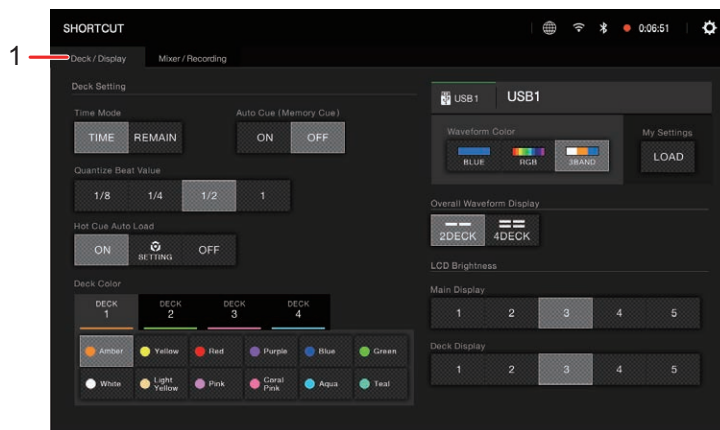 SHORTCUT
0:06:51
1
Deck / Display
Mixer / Recording
Deck Setting
Time Mode
TIME
REMAIN
Auto Cue (Memory Cue)
ON
OFF
Quantize Beat Value
1/8
1/4
1/2
1
Hot Cue Auto Load
ON
SETTING
OFF
Deck Color
DECK
1
DECK
2
DECK
3
DECK
4
Amber
Yellow
Red
Purple
Blue
Green
White
Light
Yellow
Pink
Coral
Pink
Aqua
Teal
USB1
USB1
Waveform Color
BLUE
RGB
3BAND
My Settings
LOAD
Overall Waveform Display
2DECK
4DECK
LCD Brightness
Main Display
1
2
3
4
5
Deck Display
1
2
3
4
5